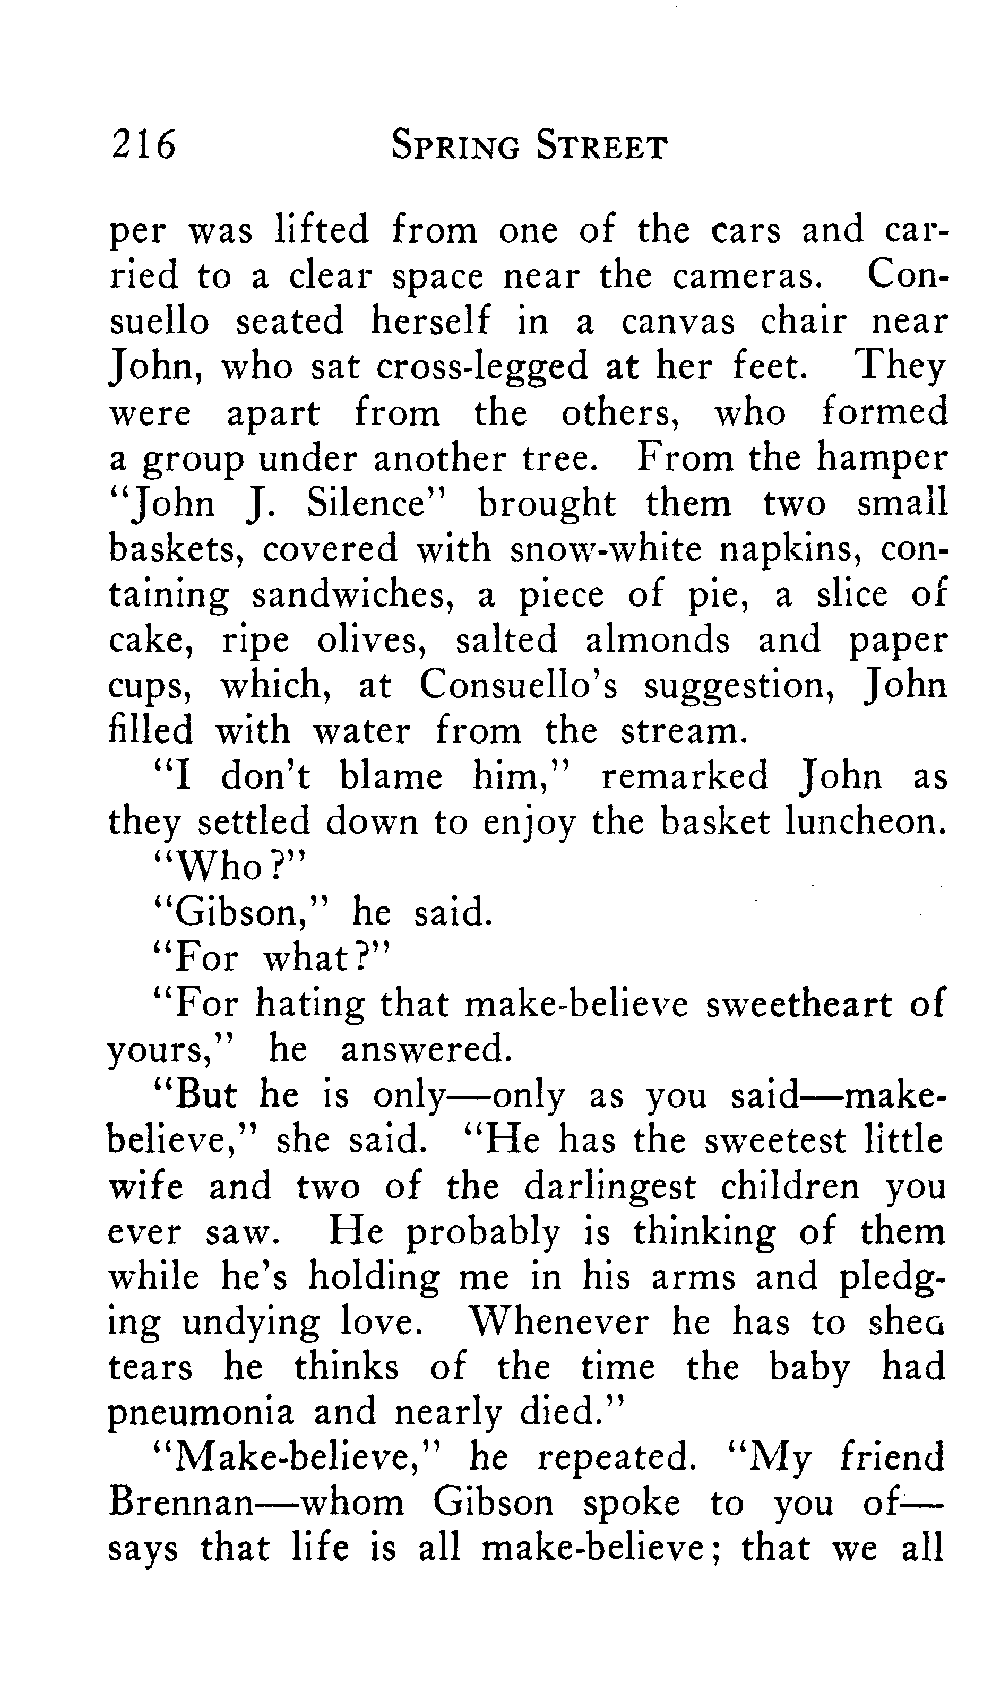 216 SPRING STREET
per was lifted from one of the cars and car-
ried to a clear space near the cameras. Con-
suello seated herself in a canvas chair near
John, who sat cross-legged at her feet. They
were apart from the others, who formed
a group under another tree. From the hamper
"John J. Silence" brought them two small
baskets, covered with snow-white napkins, con-
taining sandwiches, a piece of pie, a slice of
cake, ripe olives, salted almonds and paper
cups, which, at Consuello's suggestion, John
filled with water from the stream.
"I don't blame him," remarked John as
they settled down to enjoy the basket luncheon.
"Who?"
"Gibson," he said.
"For what?"
"For hating that make-believe sweetheart of
yours," he answered.
"But he is only—only as you said—make-
believe," she said. "He has the sweetest little
wife and two of the darlingest children you
ever saw. He probably is thinking of them
while he's holding me in his arms and pledg-
ing undying love. Whenever he has to shed
tears he thinks of the time the baby had
pneumonia and nearly died."
"Make-believe," he repeated. "My friend
Brennan—whom Gibson spoke to you of—
says that life is all make-believe; that we all